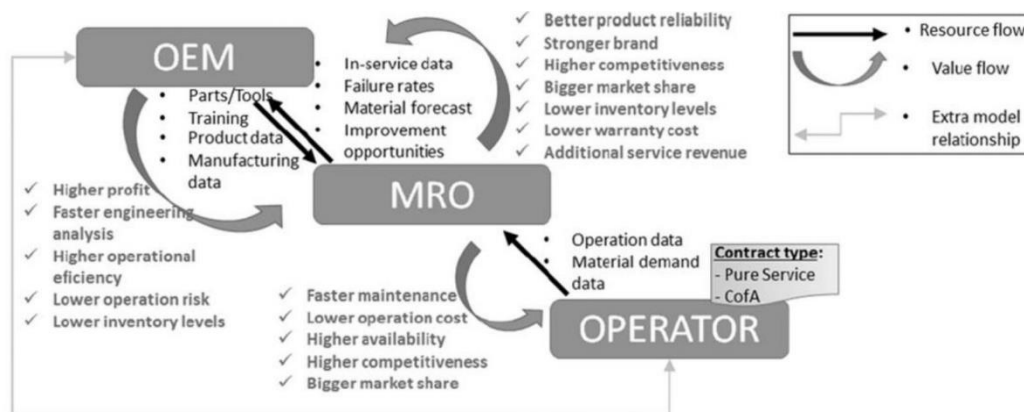 OEM
Parts/Tools
Training
Product data
Manufacturing
data
In-service data
Failure rates
Material forecast
Improvement
opportunities
Better product reliability
Stronger brand
Higher competitiveness
Bigger market share
Lower inventory levels
Lower warranty cost
Additional service revenue
Resource flow
Value flow
Extra model
relationship
Higher profit
Faster engineering
analysis
Higher operational
eficiency
Lower operation risk
Lower inventory levels
MRO
Operation data
Material demand
data
Contract type:
- Pure Service
- CofA
Faster maintenance
Lower operation cost
Higher availability
Higher competitiveness
Bigger market share
OPERATOR